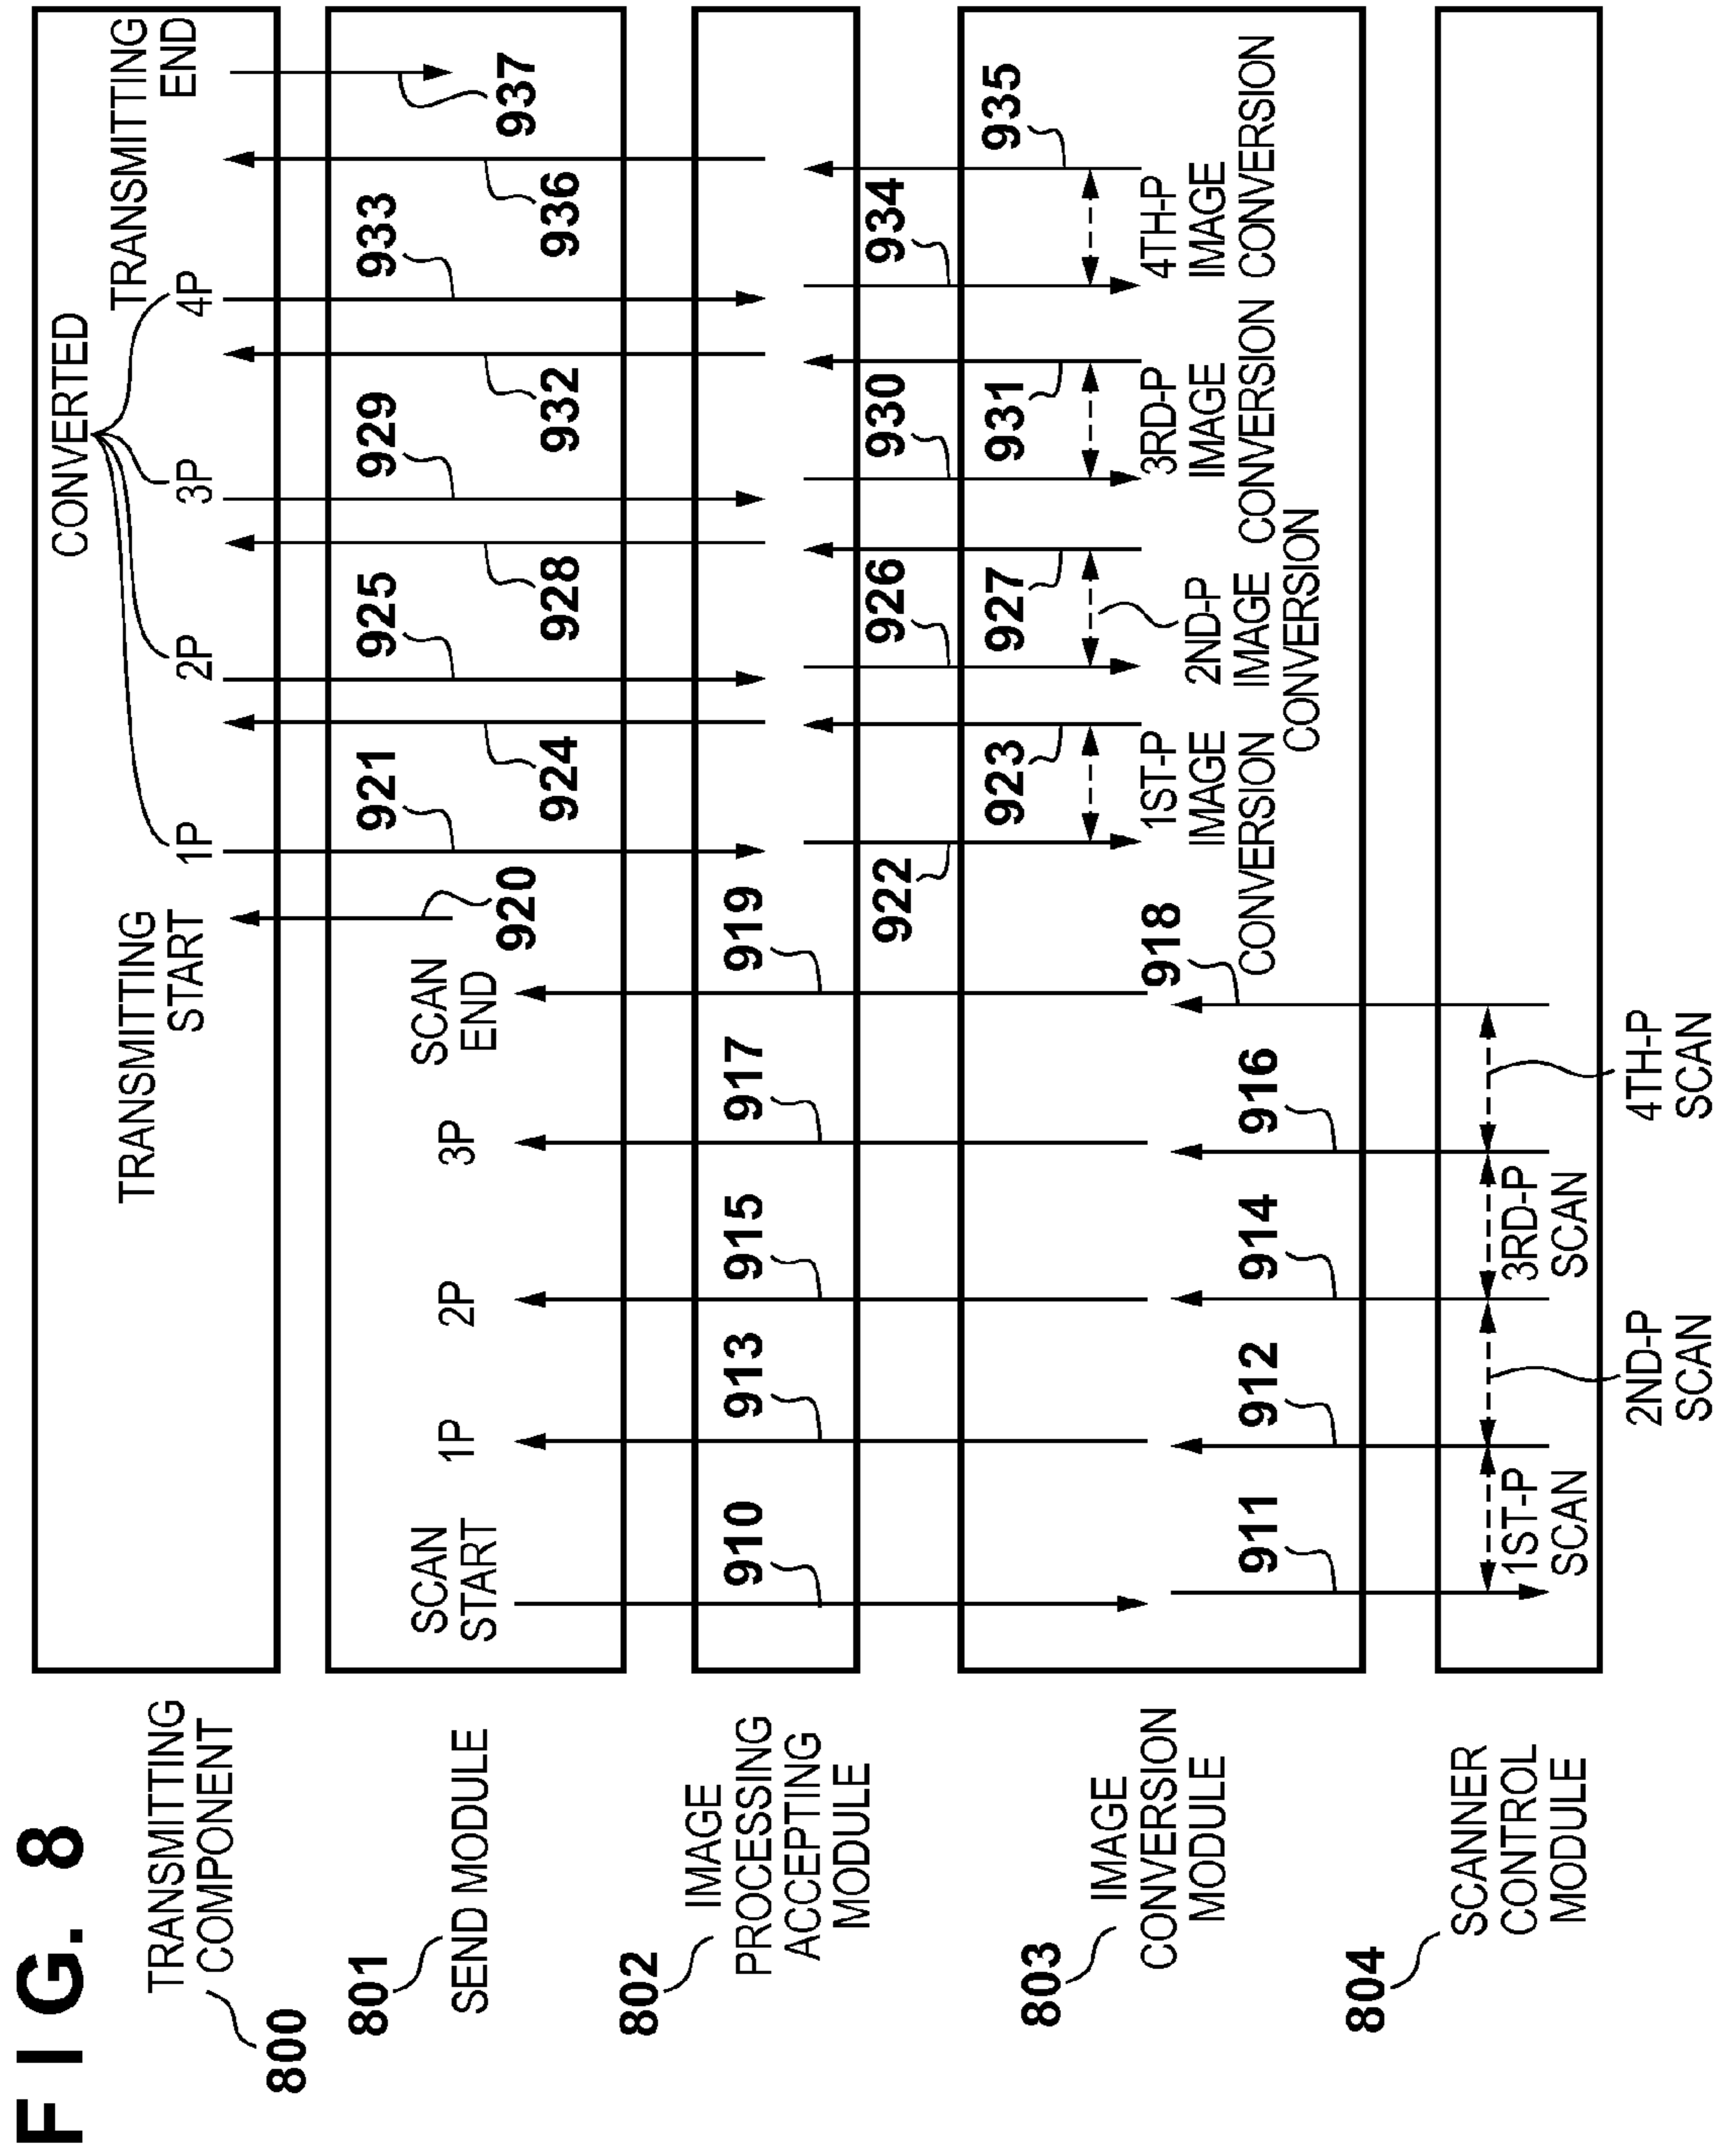 FIG. 8
TRANSMITTING
COMPONENT
800
TRANSMITTING
START
CONVERTED
1P
2P
3P
4P
TRANSMITTING
END
801
SEND MODULE
SCAN
START
1P
2P
3P
SCAN
END
920
921
924
925
928
929
932
933
936
937
802
IMAGE
PROCESSING
ACCEPTING
MODULE
910
913
915
917
919
922
926
930
934
803
IMAGE
CONVERSION
MODULE
911
912
914
916
918
923
927
931
935
1ST-P
IMAGE
CONVERSION
2ND-P
IMAGE
CONVERSION
3RD-P
IMAGE
CONVERSION
4TH-P
IMAGE
CONVERSION
804
SCANNER
CONTROL
MODULE
1ST-P
SCAN
2ND-P
SCAN
3RD-P
SCAN
4TH-P
SCAN